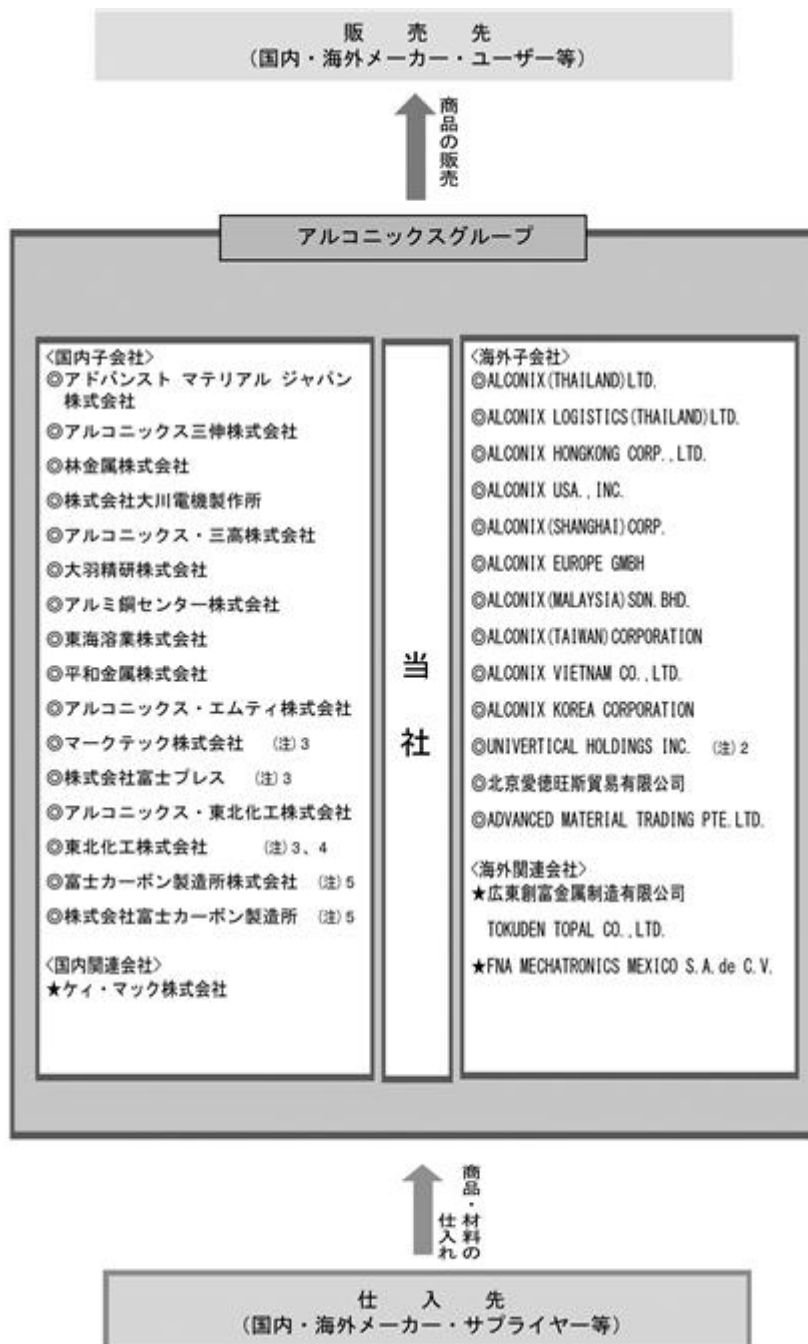 販 売 先
（国内・海外メーカー・ユーザー等）
商品の販売
アルコニックスグループ
〈国内子会社〉
◎アドバンスト マテリアル ジャパン
株式会社
◎アルコニックス三伸株式会社
◎林金属株式会社
◎株式会社大川電機製作所
◎アルコニックス・三高株式会社
◎大羽精研株式会社
◎アルミ銅センター株式会社
◎東海溶業株式会社
◎平和金属株式会社
◎アルコニックス・エムティ株式会社
◎マークテック株式会社 （注）3
◎株式会社富士プレス （注）3
◎アルコニックス・東北化工株式会社
◎東北化工株式会社 （注）3、4
◎富士カーボン製造所株式会社 （注）5
◎株式会社富士カーボン製造所 （注）5
〈国内関連会社〉
★ケィ・マック株式会社
当
社
〈海外子会社〉
◎ALCONIX(THAILAND)LTD.
◎ALCONIX LOGISTICS(THAILAND)LTD.
◎ALCONIX HONGKONG CORP.,LTD.
◎ALCONIX USA., INC.
◎ALCONIX(SHANGHAI)CORP.
◎ALCONIX EUROPE GMBH
◎ALCONIX(MALAYSIA)SDN.BHD.
◎ALCONIX(TAIWAN)CORPORATION
◎ALCONIX VIETNAM CO.,LTD.
◎ALCONIX KOREA CORPORATION
◎UNIVERTICAL HOLDINGS INC. （注）2
◎北京愛徳旺斯貿易有限公司
◎ADVANCED MATERIAL TRADING PTE.LTD.
〈海外関連会社〉
★広東創富金属制造有限公司
TOKUDEN TOPAL CO.,LTD.
★FNA MECHATRONICS MEXICO S.A.de C.V.
商品・材料の
仕入れ
仕 入 先
（国内・海外メーカー・サプライヤー等）